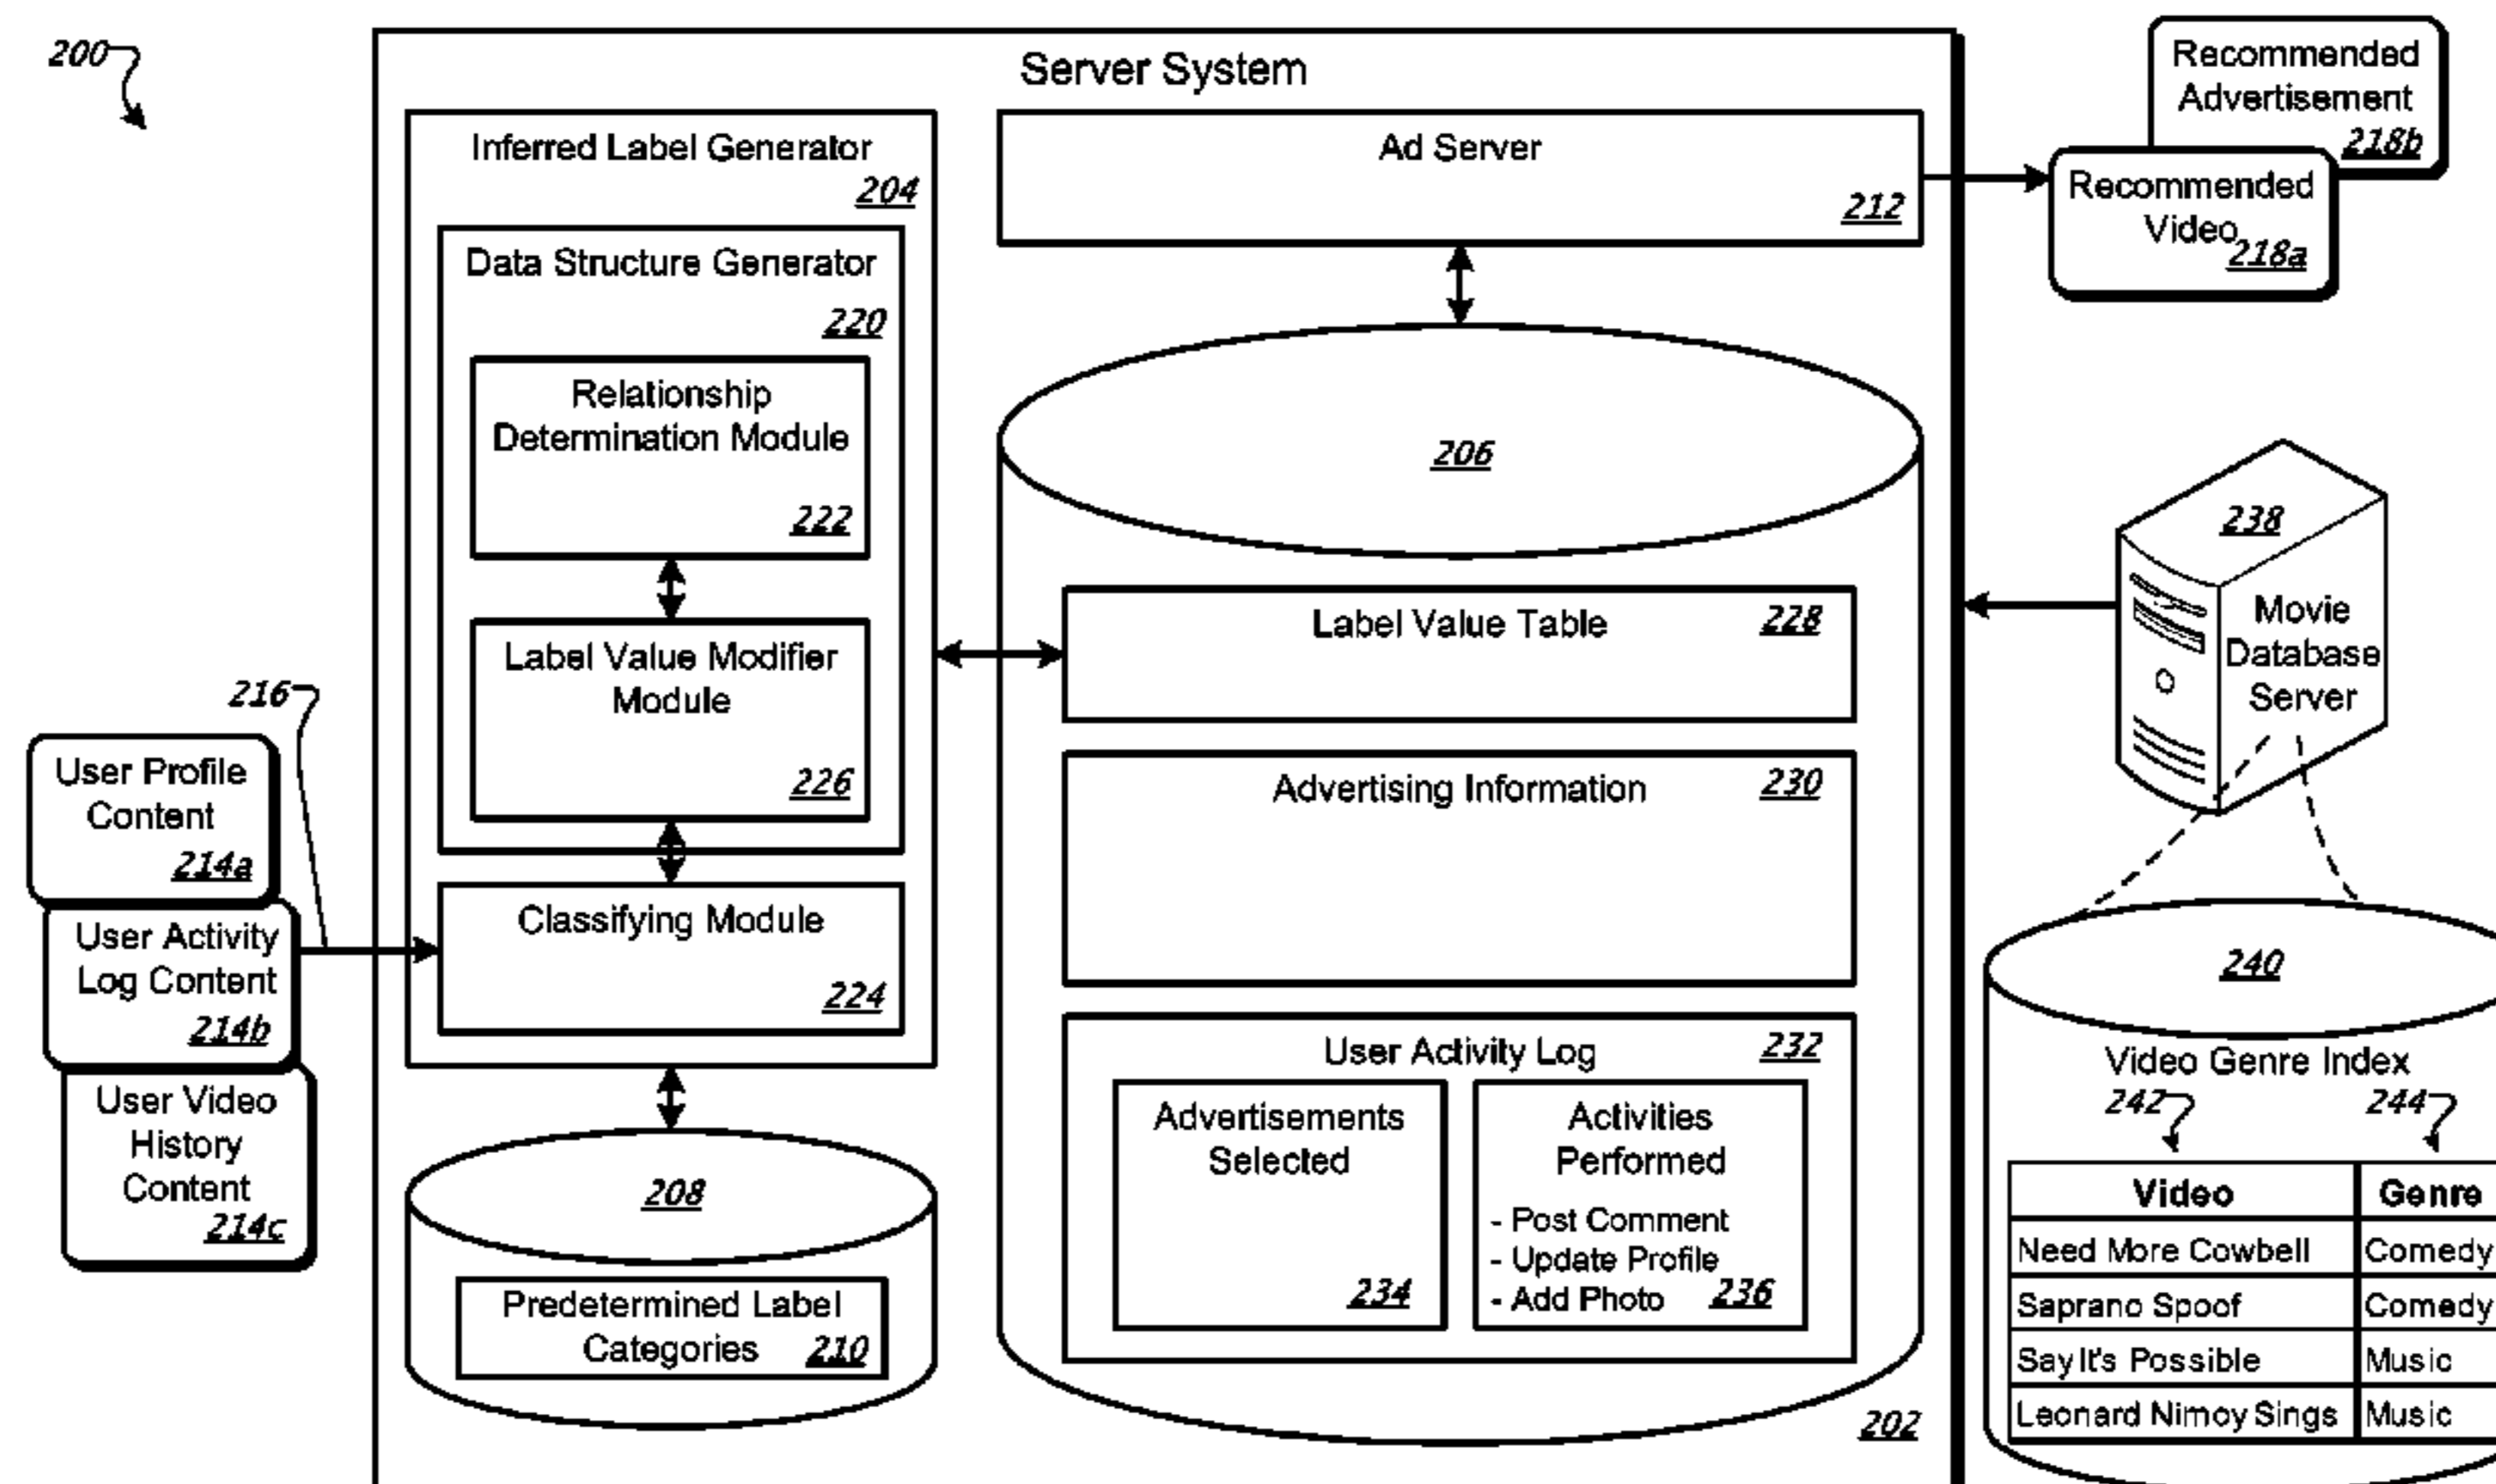 200
Server System
Inferred Label Generator
204
Data Structure Generator
220
Relationship
Determination Module
222
Label Value Modifier
Module
226
Classifying Module
224
216
User Profile
Content
214a
User Activity
Log Content
214b
User Video
History
Content
214c
208
Predetermined Label
Categories 210
Ad Server
212
206
Label Value Table 228
Advertising Information 230
User Activity Log 232
Advertisements
Selected
234
Activities
Performed
- Post Comment
- Update Profile
- Add Photo 236
202
Recommended
Advertisement
218b
Recommended
Video
218a
238
Movie
Database
Server
240
Video Genre Index
242 244
Video Genre
Need More Cowbell Comedy
Saprano Spoof Comedy
Say It's Possible Music
Leonard Nimoy Sings Music